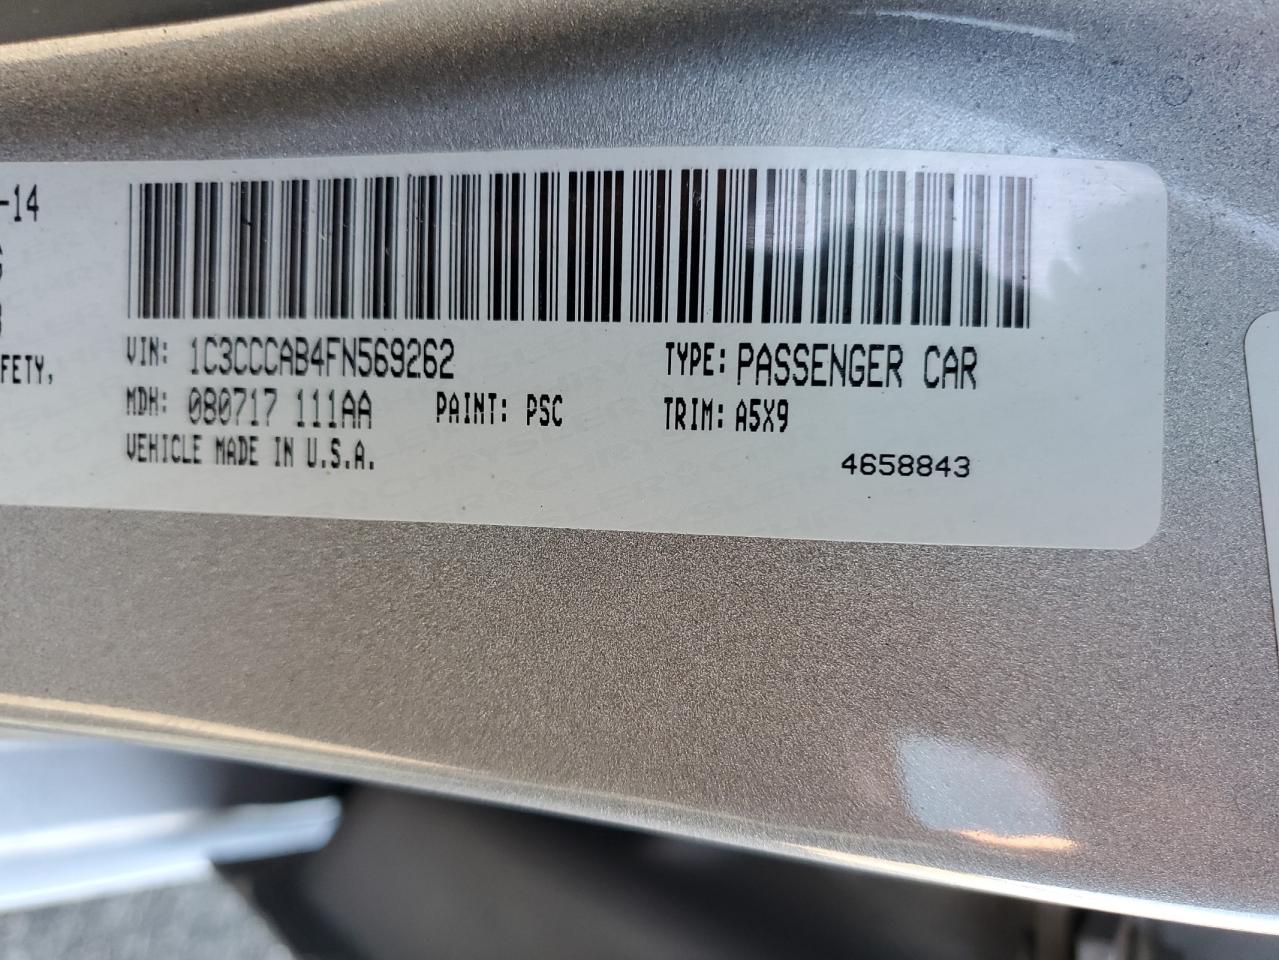 -14
FETY,
VIN: 1C3CCCAB4FN569262
TYPE: PASSENGER CAR
MDH: 080717 111AA
PAINT: PSC
TRIM: A5X9
VEHICLE MADE IN U.S.A.
4658843